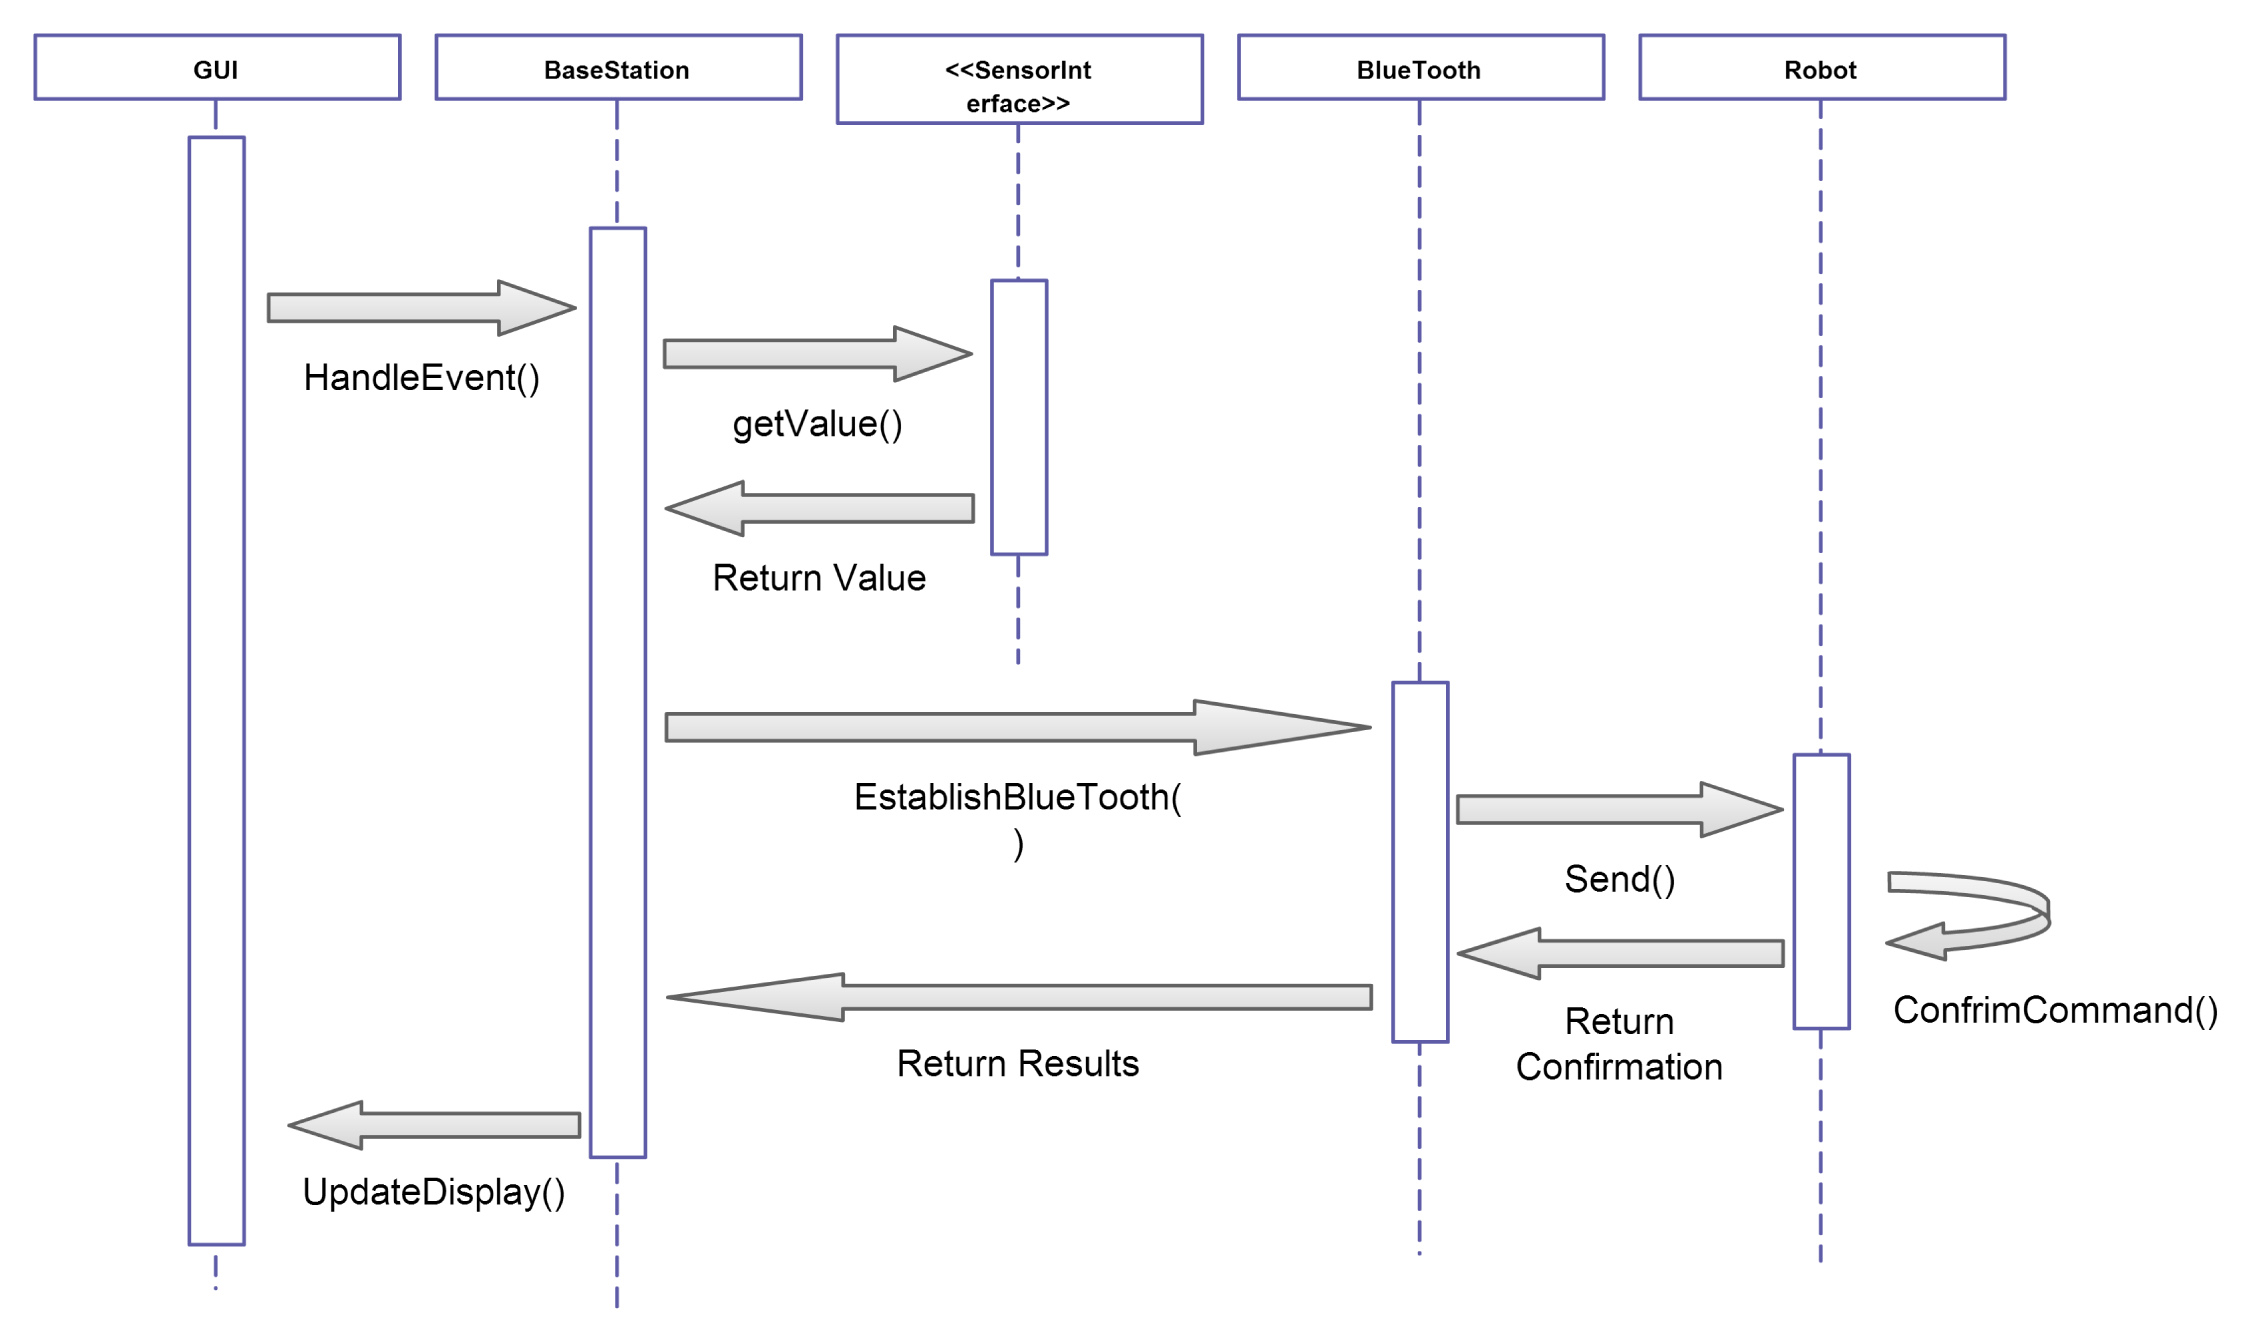 GUI
BaseStation
<<SensorInt
erface>>
BlueTooth
Robot
HandleEvent()
getValue()
Return Value
EstablishBlueTooth(
)
Send()
ConfrimCommand()
Return
Confirmation
Return Results
UpdateDisplay()